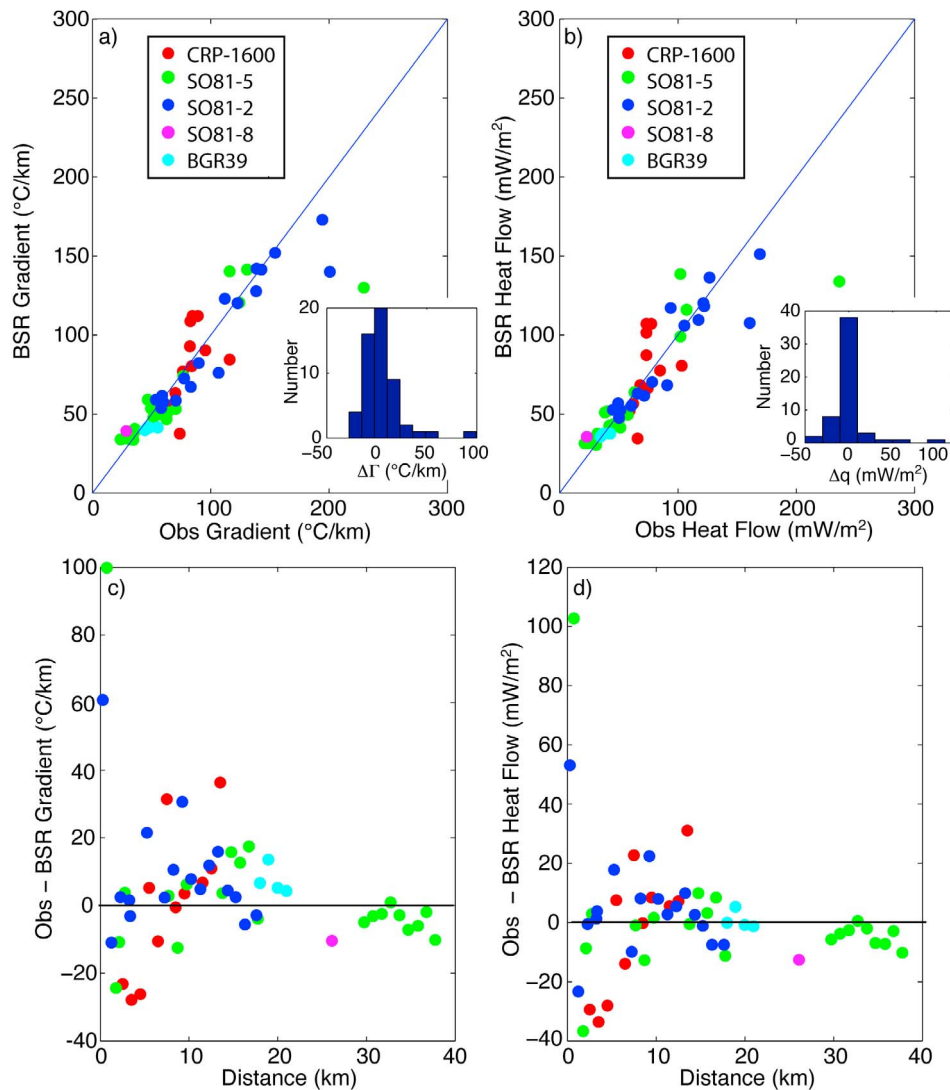 a)
CRP-1600
SO81-5
SO81-2
SO81-8
BGR39
300
250
200
150
100
50
0
BSR Gradient (°C/km)
0
100
200
300
Obs Gradient (°C/km)
20
10
0
Number
−50
0
50
100
ΔΓ (°C/km)
b)
CRP-1600
SO81-5
SO81-2
SO81-8
BGR39
300
250
200
150
100
50
0
BSR Heat Flow (mW/m²)
0
100
200
300
Obs Heat Flow (mW/m²)
40
30
20
10
0
Number
−50
0
50
100
Δq (mW/m²)
c)
100
80
60
40
20
0
−20
−40
Obs − BSR Gradient (°C/km)
0
10
20
30
40
Distance (km)
d)
120
100
80
60
40
20
0
−20
−40
Obs − BSR Heat Flow (mW/m²)
0
10
20
30
40
Distance (km)